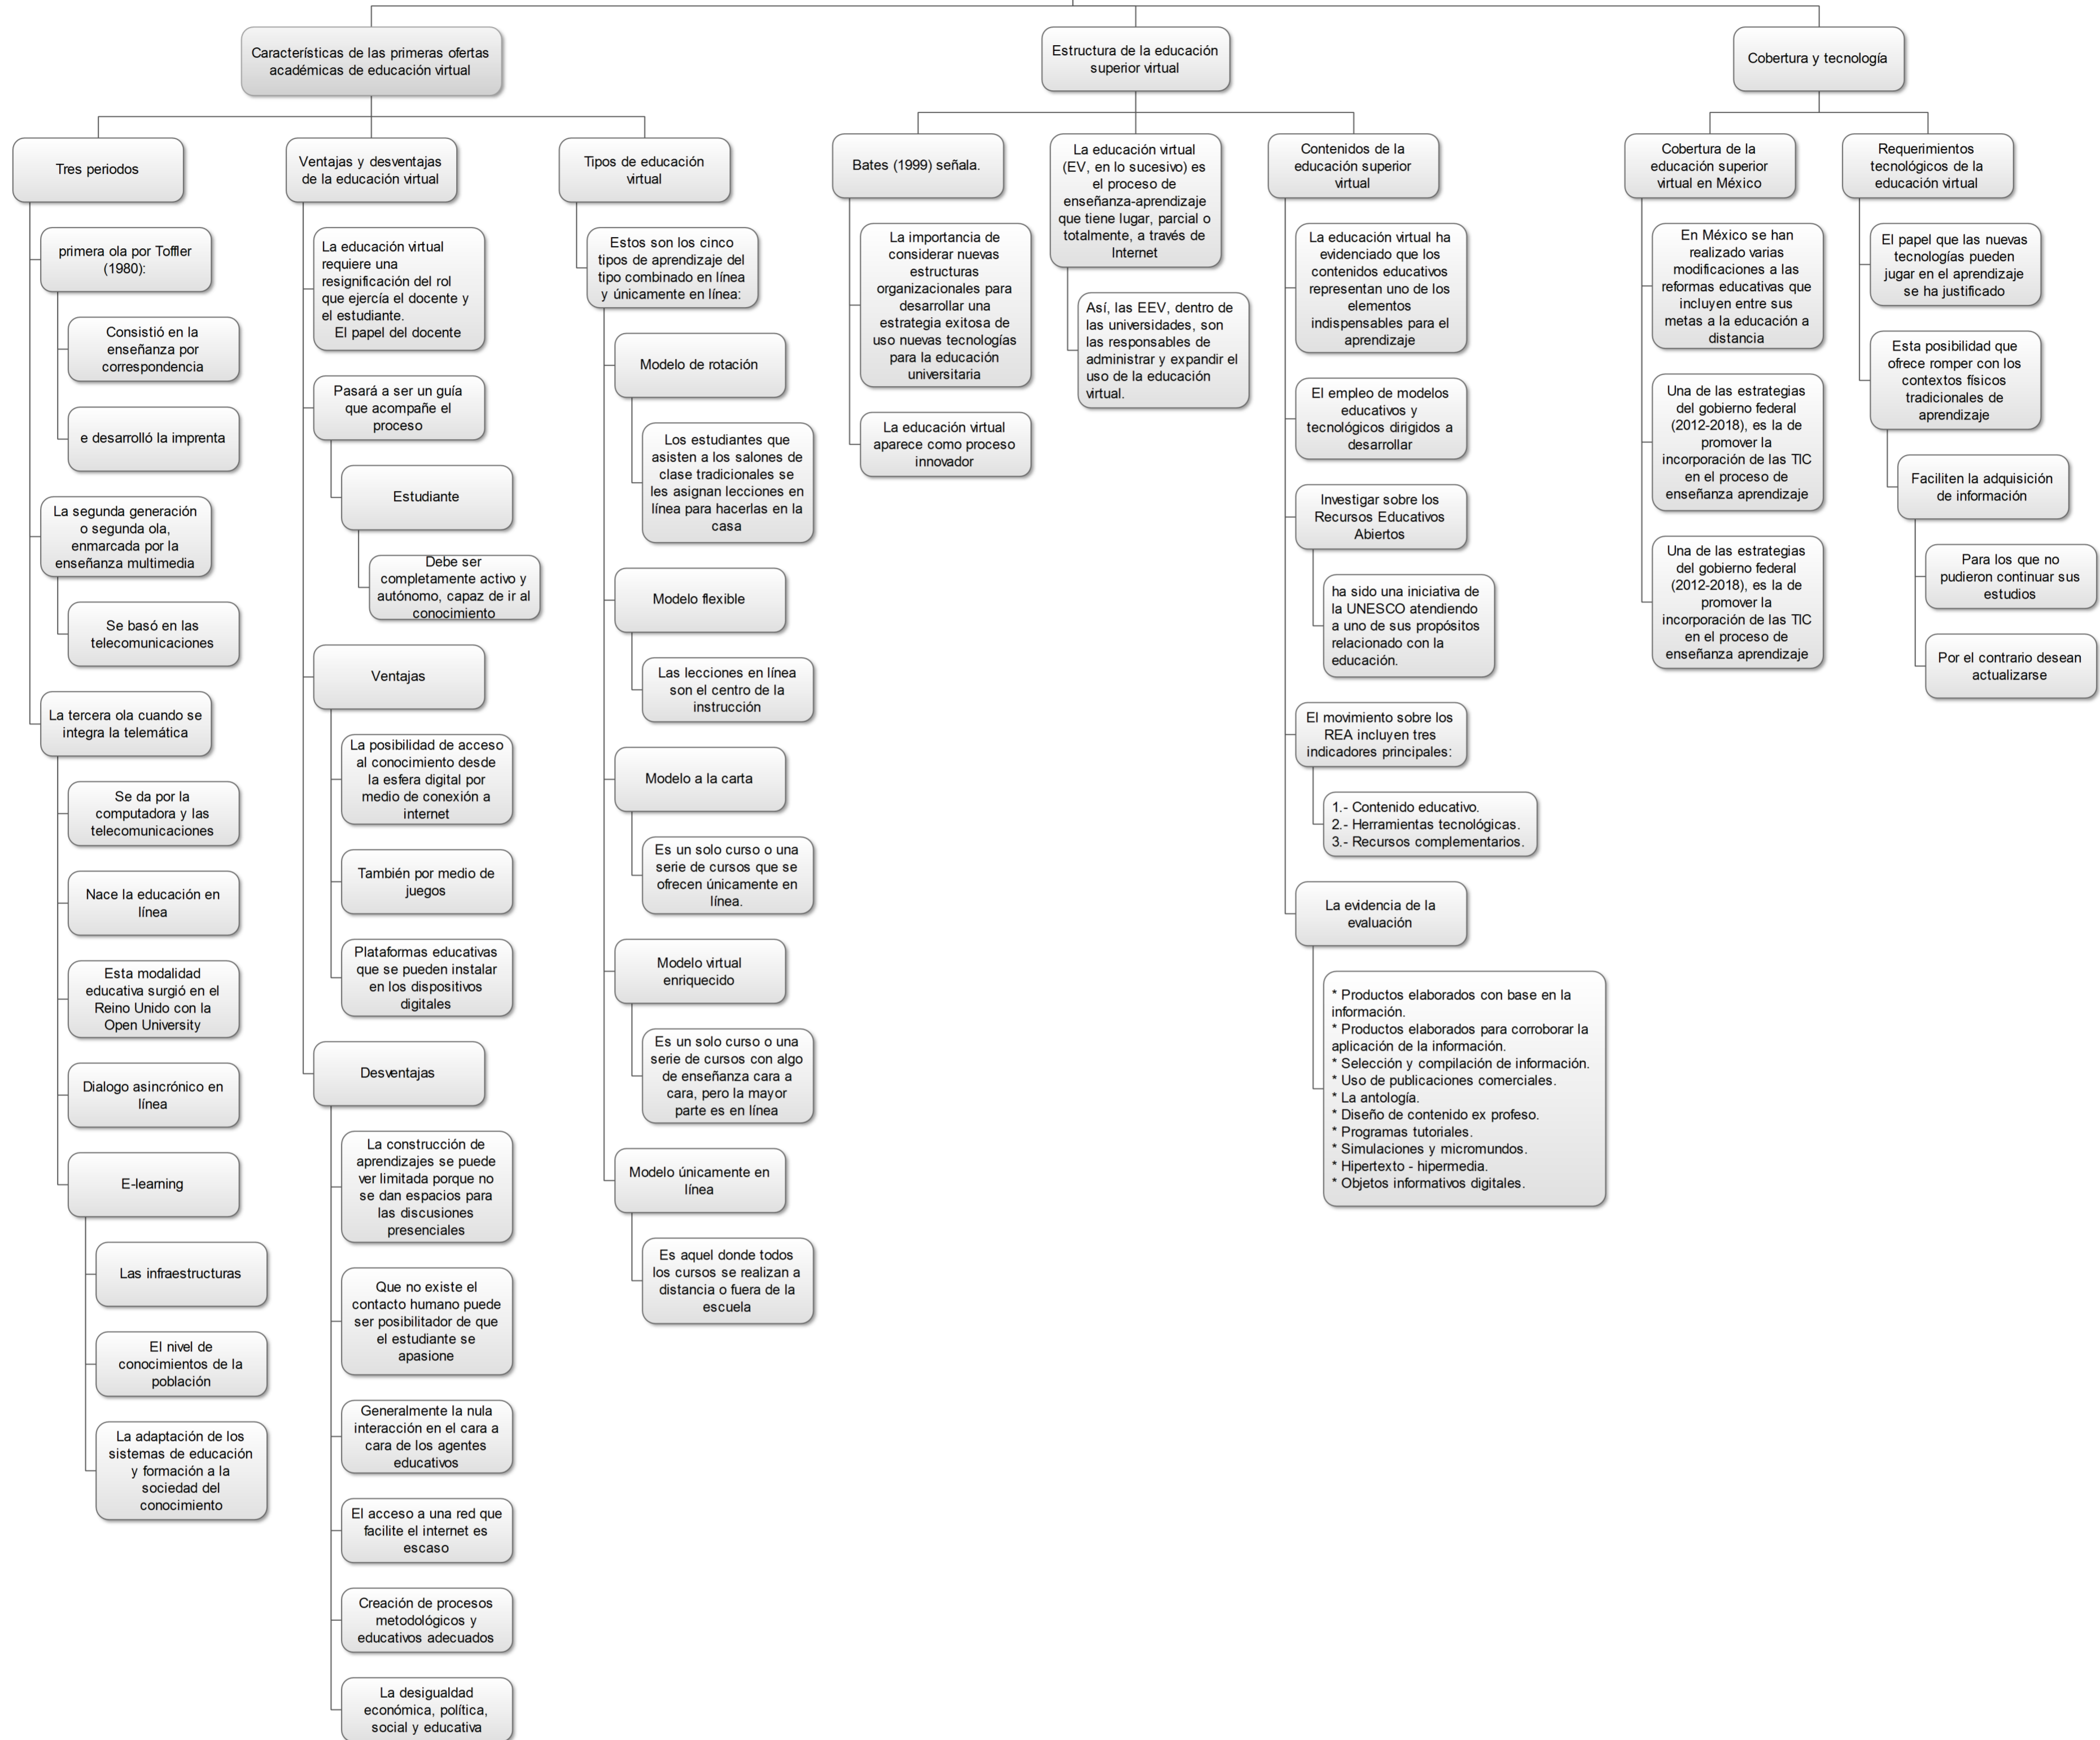 Características de las primeras ofertas
académicas de educación virtual
Tres periodos
primera ola por Toffler
(1980):
Consistió en la
enseñanza por
correspondencia
e desarrolló la imprenta
La segunda generación
o segunda ola,
enmarcada por la
enseñanza multimedia
Se basó en las
telecomunicaciones
La tercera ola cuando se
integra la telemática
Se da por la
computadora y las
telecomunicaciones
Nace la educación en
línea
Esta modalidad
educativa surgió en el
Reino Unido con la
Open University
Dialogo asincrónico en
línea
E-learning
Las infraestructuras
El nivel de
conocimientos de la
población
La adaptación de los
sistemas de educación
y formación a la
sociedad del
conocimiento
Ventajas y desventajas
de la educación virtual
La educación virtual
requiere una
resignificación del rol
que ejercía el docente y
el estudiante.
El papel del docente
Pasará a ser un guía
que acompañe el
proceso
Estudiante
Debe ser
completamente activo y
autónomo, capaz de ir al
conocimiento
Ventajas
La posibilidad de acceso
al conocimiento desde
la esfera digital por
medio de conexión a
internet
También por medio de
juegos
Plataformas educativas
que se pueden instalar
en los dispositivos
digitales
Desventajas
La construcción de
aprendizajes se puede
ver limitada porque no
se dan espacios para
las discusiones
presenciales
Que no existe el
contacto humano puede
ser posibilitador de que
el estudiante se
apasione
Generalmente la nula
interacción en el cara a
cara de los agentes
educativos
El acceso a una red que
facilite el internet es
escaso
Creación de procesos
metodológicos y
educativos adecuados
La desigualdad
económica, política,
social y educativa
Tipos de educación
virtual
Estos son los cinco
tipos de aprendizaje del
tipo combinado en línea
y únicamente en línea:
Modelo de rotación
Los estudiantes que
asisten a los salones de
clase tradicionales se
les asignan lecciones en
línea para hacerlas en la
casa
Modelo flexible
Las lecciones en línea
son el centro de la
instrucción
Modelo a la carta
Es un solo curso o una
serie de cursos que se
ofrecen únicamente en
línea.
Modelo virtual
enriquecido
Es un solo curso o una
serie de cursos con algo
de enseñanza cara a
cara, pero la mayor
parte es en línea
Modelo únicamente en
línea
Es aquel donde todos
los cursos se realizan a
distancia o fuera de la
escuela
Estructura de la educación
superior virtual
Bates (1999) señala.
La importancia de
considerar nuevas
estructuras
organizacionales para
desarrollar una
estrategia exitosa de
uso nuevas tecnologías
para la educación
universitaria
La educación virtual
aparece como proceso
innovador
La educación virtual
(EV, en lo sucesivo) es
el proceso de
enseñanza-aprendizaje
que tiene lugar, parcial o
totalmente, a través de
Internet
Así, las EEV, dentro de
las universidades, son
las responsables de
administrar y expandir el
uso de la educación
virtual.
Contenidos de la
educación superior
virtual
La educación virtual ha
evidenciado que los
contenidos educativos
representan uno de los
elementos
indispensables para el
aprendizaje
El empleo de modelos
educativos y
tecnológicos dirigidos a
desarrollar
Investigar sobre los
Recursos Educativos
Abiertos
ha sido una iniciativa de
la UNESCO atendiendo
a uno de sus propósitos
relacionado con la
educación.
El movimiento sobre los
REA incluyen tres
indicadores principales:
1.- Contenido educativo.
2.- Herramientas tecnológicas.
3.- Recursos complementarios.
La evidencia de la
evaluación
* Productos elaborados con base en la
información.
* Productos elaborados para corroborar la
aplicación de la información.
* Selección y compilación de información.
* Uso de publicaciones comerciales.
* La antología.
* Diseño de contenido ex profeso.
* Programas tutoriales.
* Simulaciones y micromundos.
* Hipertexto - hipermedia.
* Objetos informativos digitales.
Cobertura y tecnología
Cobertura de la
educación superior
virtual en México
En México se han
realizado varias
modificaciones a las
reformas educativas que
incluyen entre sus
metas a la educación a
distancia
Una de las estrategias
del gobierno federal
(2012-2018), es la de
promover la
incorporación de las TIC
en el proceso de
enseñanza aprendizaje
Una de las estrategias
del gobierno federal
(2012-2018), es la de
promover la
incorporación de las TIC
en el proceso de
enseñanza aprendizaje
Requerimientos
tecnológicos de la
educación virtual
El papel que las nuevas
tecnologías pueden
jugar en el aprendizaje
se ha justificado
Esta posibilidad que
ofrece romper con los
contextos físicos
tradicionales de
aprendizaje
Faciliten la adquisición
de información
Para los que no
pudieron continuar sus
estudios
Por el contrario desean
actualizarse